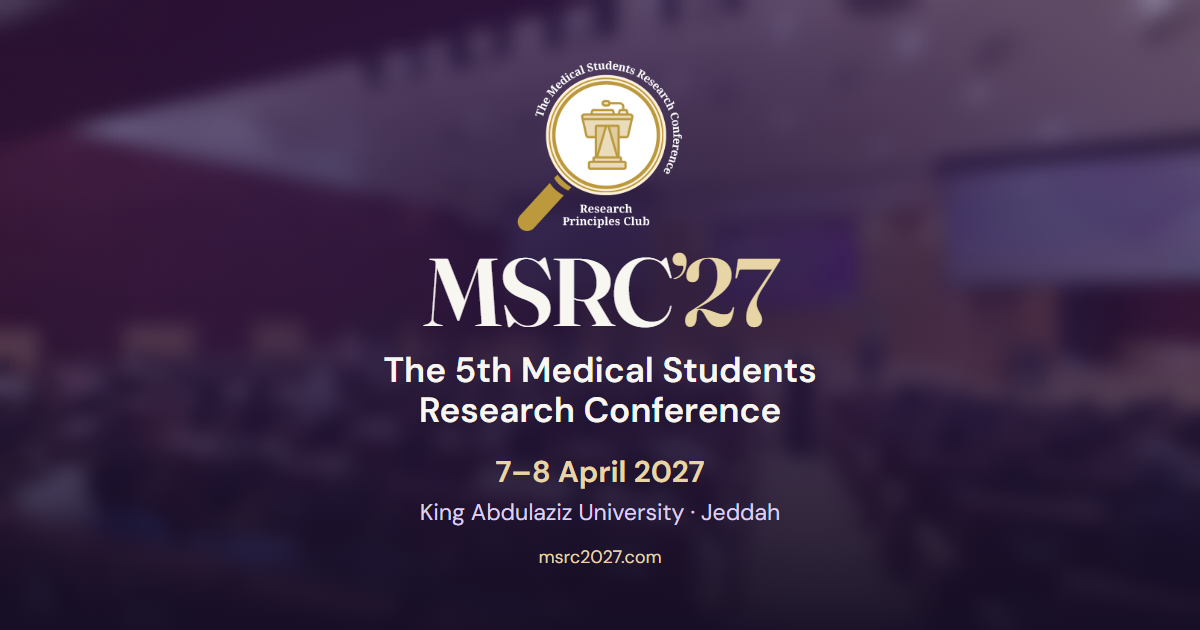 The Medical Students Research Conference
Research
Principles Club
MSRC’27
The 5th Medical Students
Research Conference
7–8 April 2027
King Abdulaziz University · Jeddah
msrc2027.com